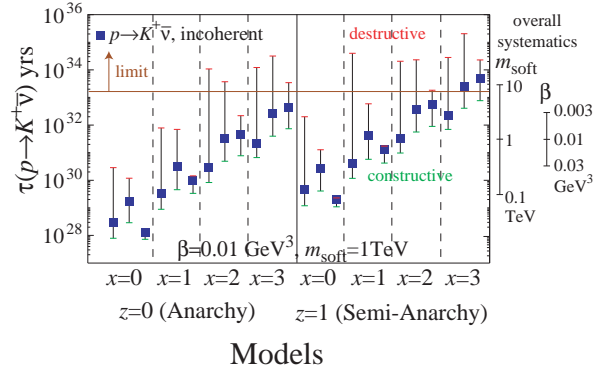 p→K⁺ν̄, incoherent
destructive
overall
systematics
limit
m_soft
τ(p→K⁺ν̄) yrs
10³⁶
10³⁴
10³²
10³⁰
10²⁸
10
1
0.1
TeV
β
0.003
0.01
0.03
GeV³
constructive
β=0.01 GeV³, m_soft=1TeV
x=0 x=1 x=2 x=3 x=0 x=1 x=2 x=3
z=0 (Anarchy) z=1 (Semi-Anarchy)
Models